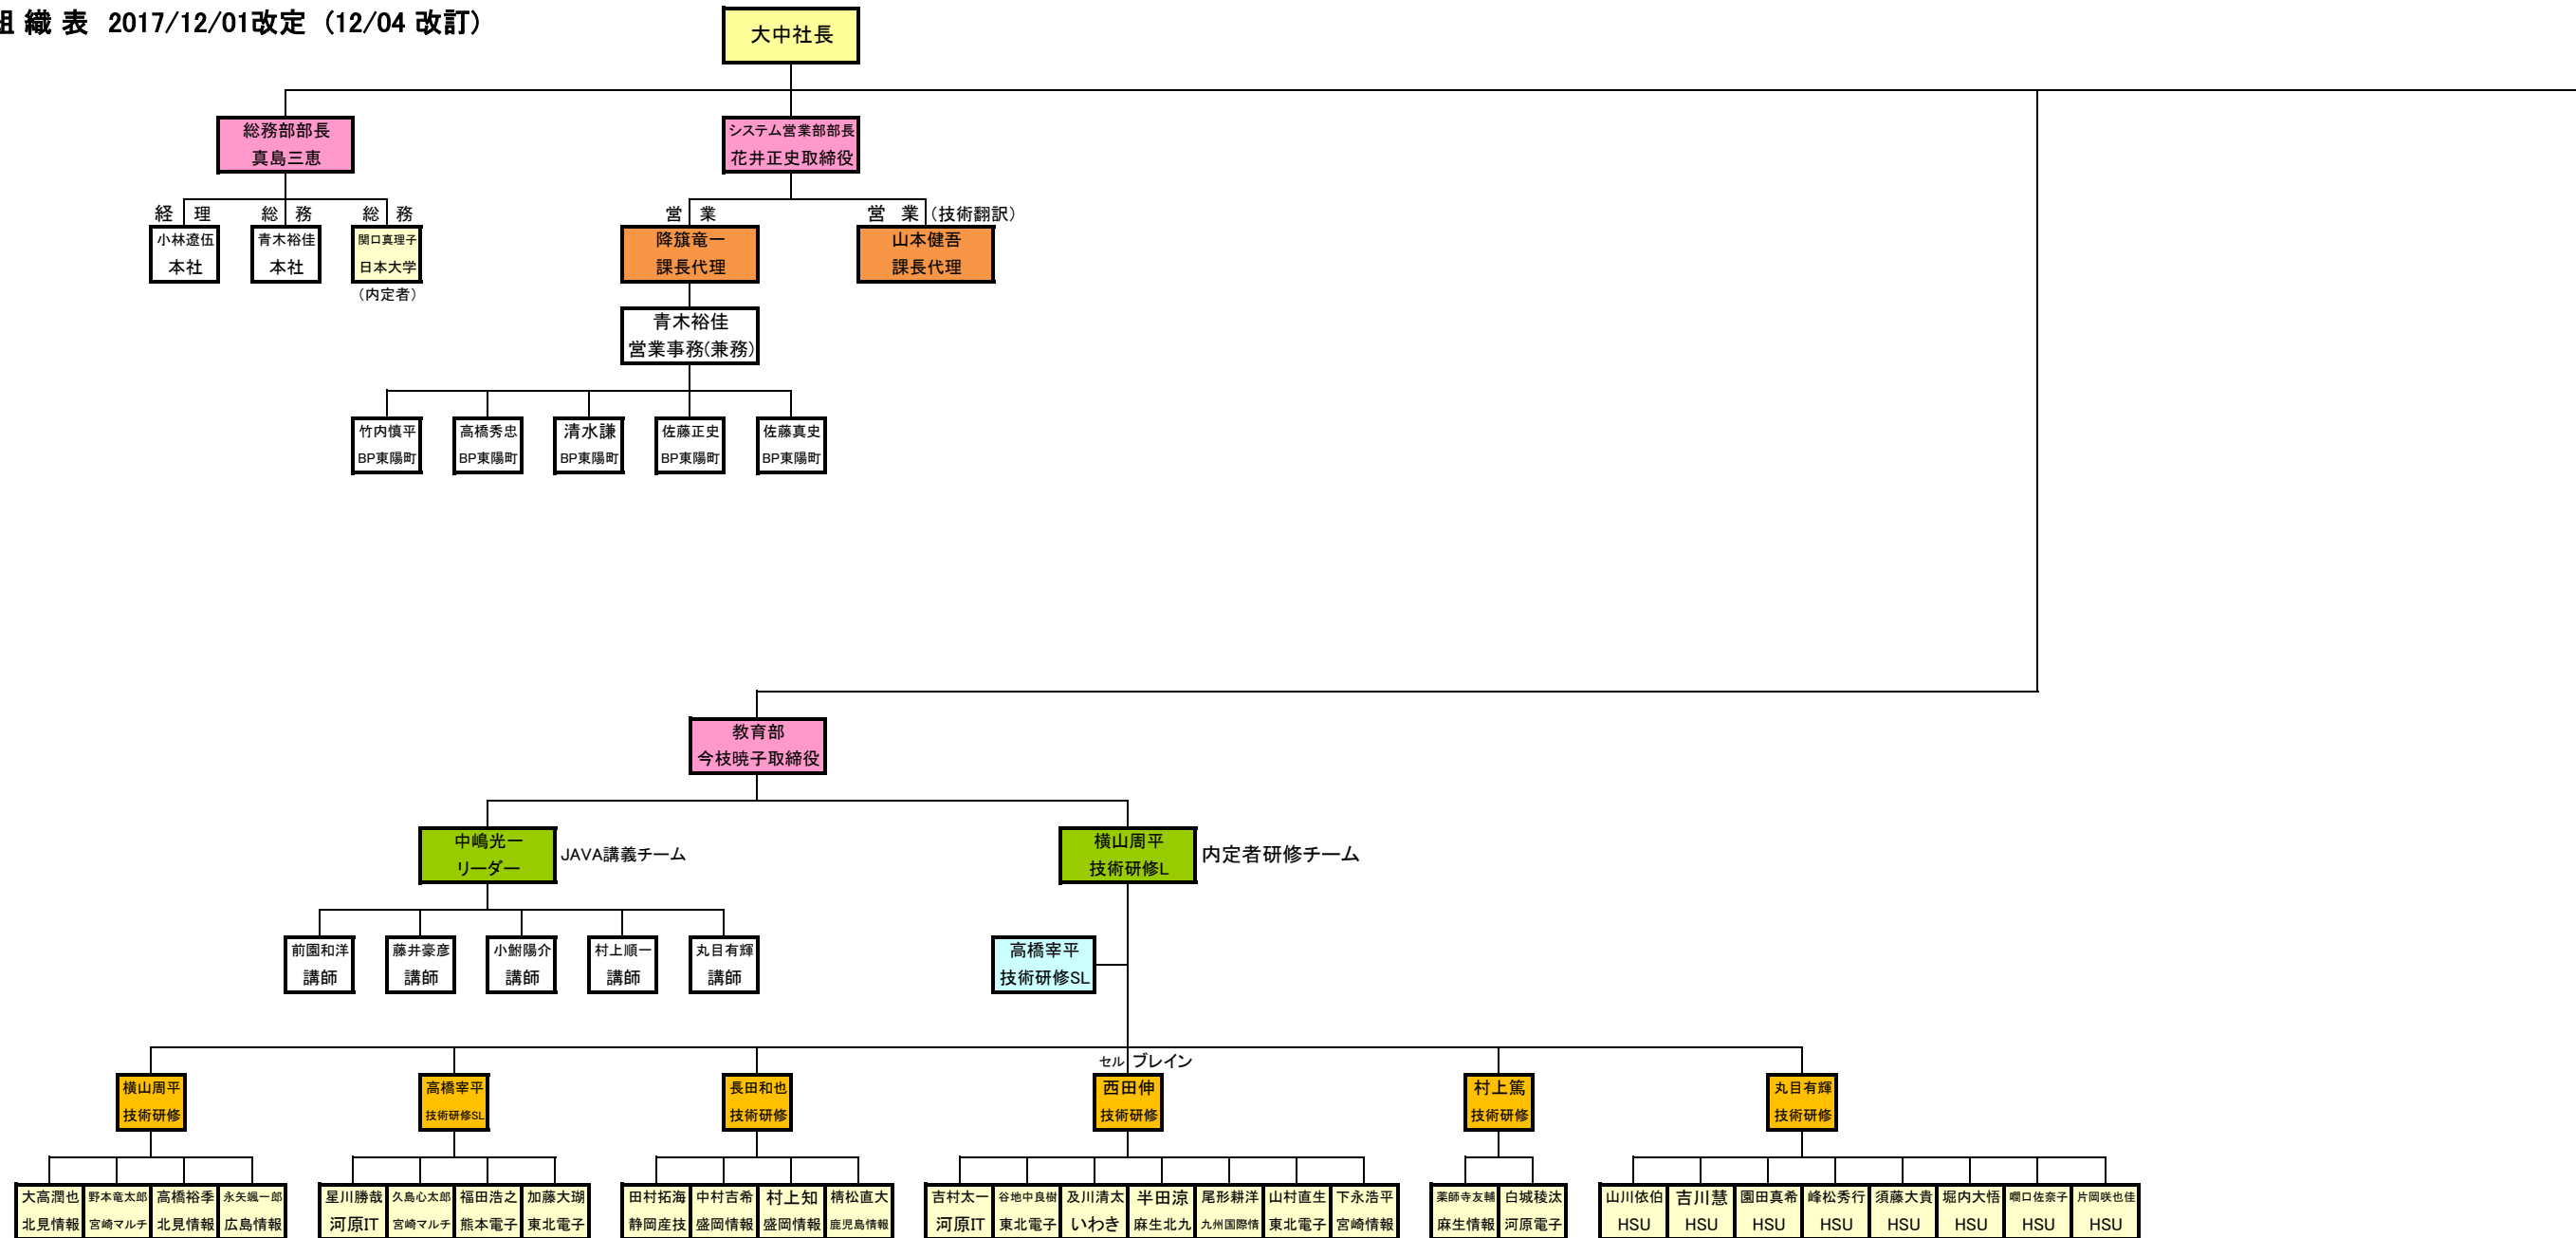 組 織 表 2017/12/01改定 (12/04 改訂)
大中社長
総務部部長
真島三恵
システム営業部部長
花井正史取締役
経 理
総 務
総 務
営 業
営 業 (技術翻訳)
小林遼伍
本社
青木裕佳
本社
関口真理子
日本大学
(内定者)
降籏竜一
課長代理
山本健吾
課長代理
青木裕佳
営業事務(兼務)
竹内慎平
BP東陽町
高橋秀忠
BP東陽町
清水謙
BP東陽町
佐藤正史
BP東陽町
佐藤真史
BP東陽町
教育部
今枝暁子取締役
中嶋光一
リーダー
JAVA講義チーム
横山周平
技術研修L
内定者研修チーム
前園和洋
講師
藤井豪彦
講師
小鮒陽介
講師
村上順一
講師
丸目有輝
講師
高橋宰平
技術研修SL
セル ブレイン
横山周平
技術研修
高橋宰平
技術研修SL
長田和也
技術研修
西田伸
技術研修
村上篤
技術研修
丸目有輝
技術研修
大高潤也
北見情報
野本竜太郎
宮崎マルチ
高橋裕季
北見情報
永矢颯一郎
広島情報
星川勝哉
河原IT
久島心太郎
宮崎マルチ
福田浩之
熊本電子
加藤大瑚
東北電子
田村拓海
静岡産技
中村吉希
盛岡情報
村上知
盛岡情報
精松直大
鹿児島情報
吉村太一
河原IT
谷地中良樹
東北電子
及川清太
いわき
半田涼
麻生北九
尾形耕洋
九州国際情
山村直生
東北電子
下永浩平
宮崎情報
薬師寺友輔
麻生情報
白城稜汰
河原電子
山川依伯
HSU
吉川慧
HSU
園田真希
HSU
峰松秀行
HSU
須藤大貴
HSU
堀内大悟
HSU
口佐奈子
HSU
片岡咲也佳
HSU